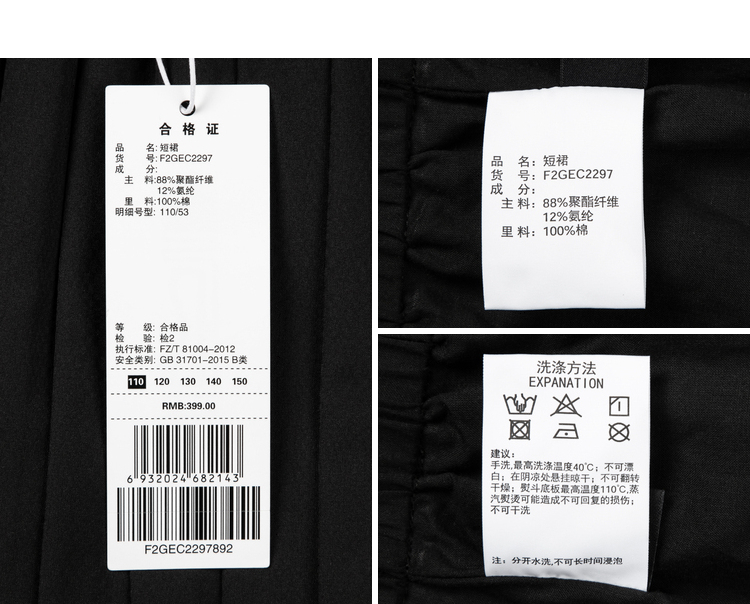 合格证
品 名: 短裙
货 号: F2GEC2297
成 分:
主 料: 88%聚酯纤维
12%氨纶
里 料: 100%棉
明细号型: 110/53
等 级: 合格品
检 验: 检2
执行标准: FZ/T 81004-2012
安全类别: GB 31701-2015 B类
110 120 130 140 150
RMB:399.00
6 932024 682143
F2GEC2297892
品 名: 短裙
货 号: F2GEC2297
成 分:
主 料: 88%聚酯纤维
12%氨纶
里 料: 100%棉
洗涤方法
EXPANATION
建议:
手洗,最高洗涤温度40℃; 不可漂
白; 在阴凉处悬挂晾干; 不可翻转
干燥; 熨斗底板最高温度110℃,蒸
汽熨烫可能造成不可回复的损伤;
不可干洗
注: 分开水洗,不可长时间浸泡